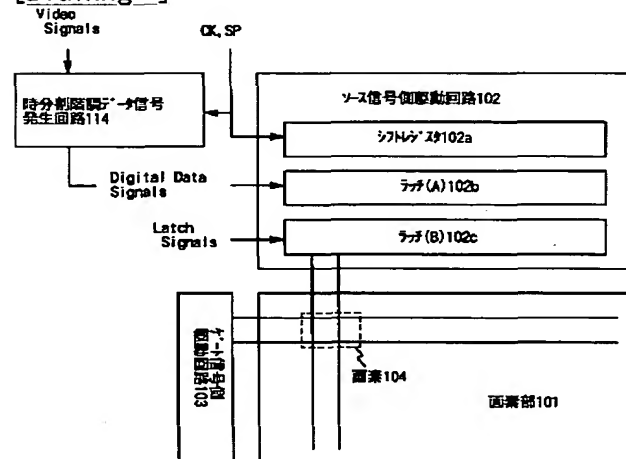 Video
Signals
CK, SP
時分割階調データ信号
発生回路114
ソース信号側駆動回路102
シフトレジスタ102a
Digital Data
Signals
ラッチ(A)102b
Latch
Signals
ラッチ(B)102c
ゲート信号側
駆動回路103
画素104
画素部101